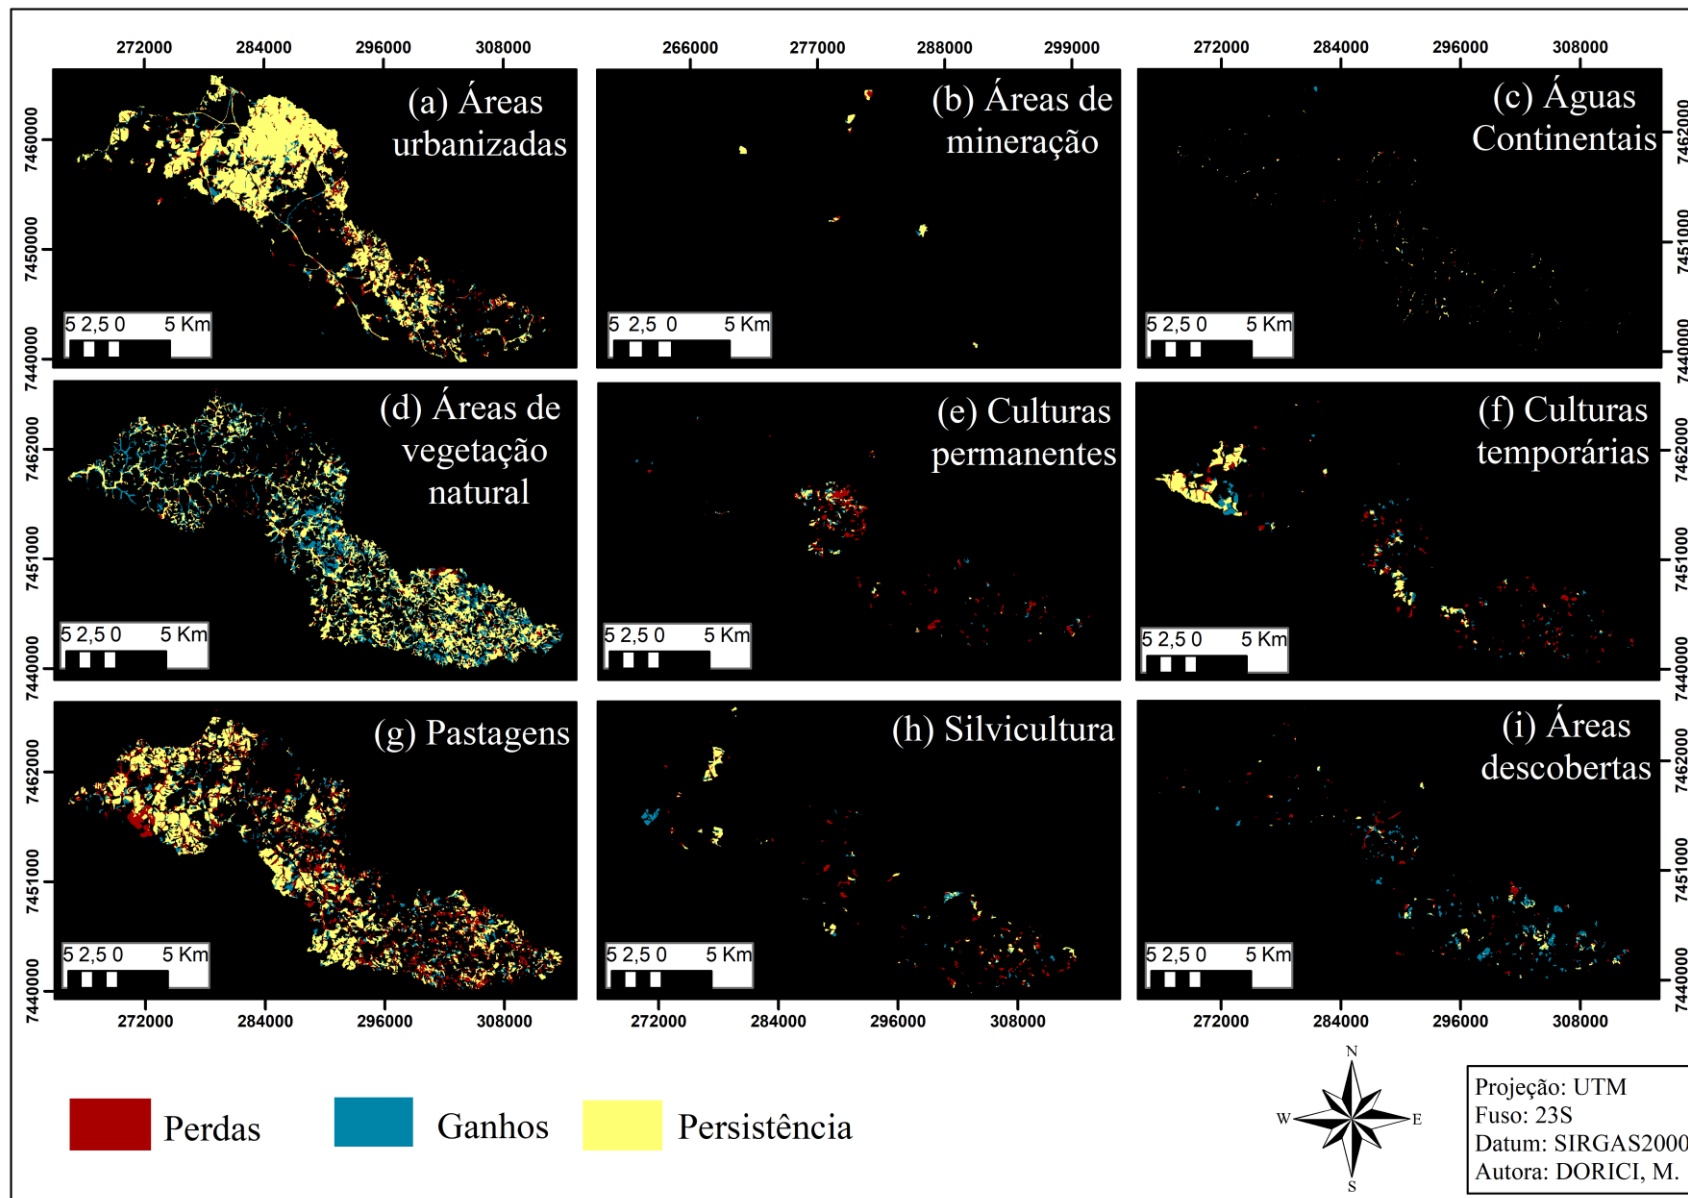 272000 284000 296000 308000
266000 277000 288000 299000
272000 284000 296000 308000
(a) Áreas
urbanizadas
7460000
7450000
7440000
5 2,5 0 5 Km
(b) Áreas de
mineração
5 2,5 0 5 Km
(c) Águas
Continentais
7462000
7451000
7440000
5 2,5 0 5 Km
(d) Áreas de
vegetação
natural
7462000
7451000
7440000
5 2,5 0 5 Km
(e) Culturas
permanentes
5 2,5 0 5 Km
(f) Culturas
temporárias
7462000
7451000
7440000
5 2,5 0 5 Km
(g) Pastagens
7462000
7451000
7440000
5 2,5 0 5 Km
(h) Silvicultura
5 2,5 0 5 Km
(i) Áreas
descobertas
7462000
7451000
7440000
5 2,5 0 5 Km
272000 284000 296000 308000
272000 284000 296000 308000
272000 284000 296000 308000
Perdas
Ganhos
Persistência
N
W E
S
Projeção: UTM
Fuso: 23S
Datum: SIRGAS2000
Autora: DORICI, M.